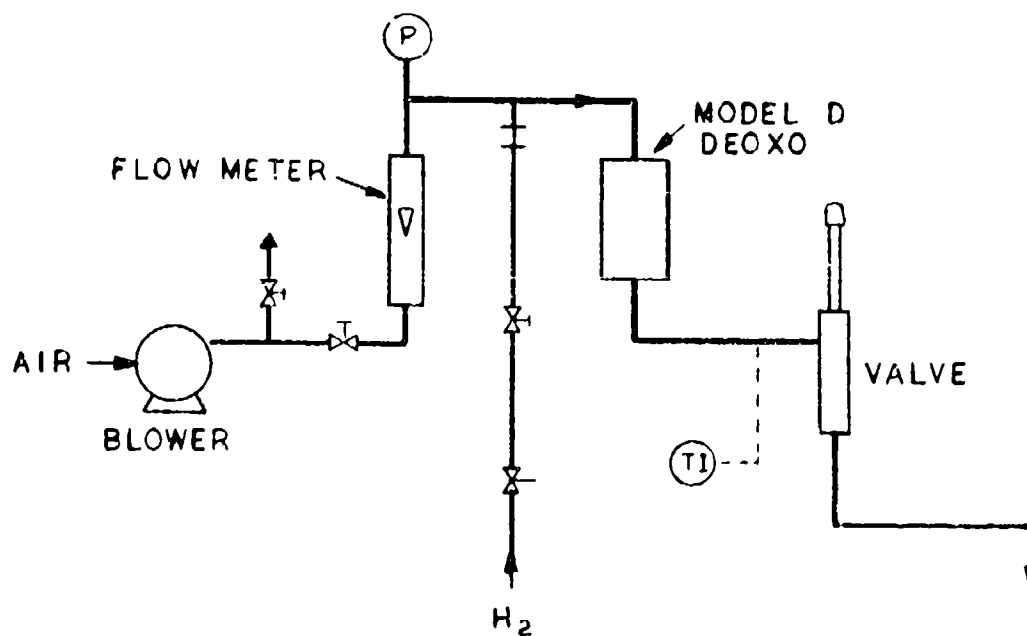 P
MODEL D
DEOXO
FLOW METER
AIR
BLOWER
VALVE
TI
H₂